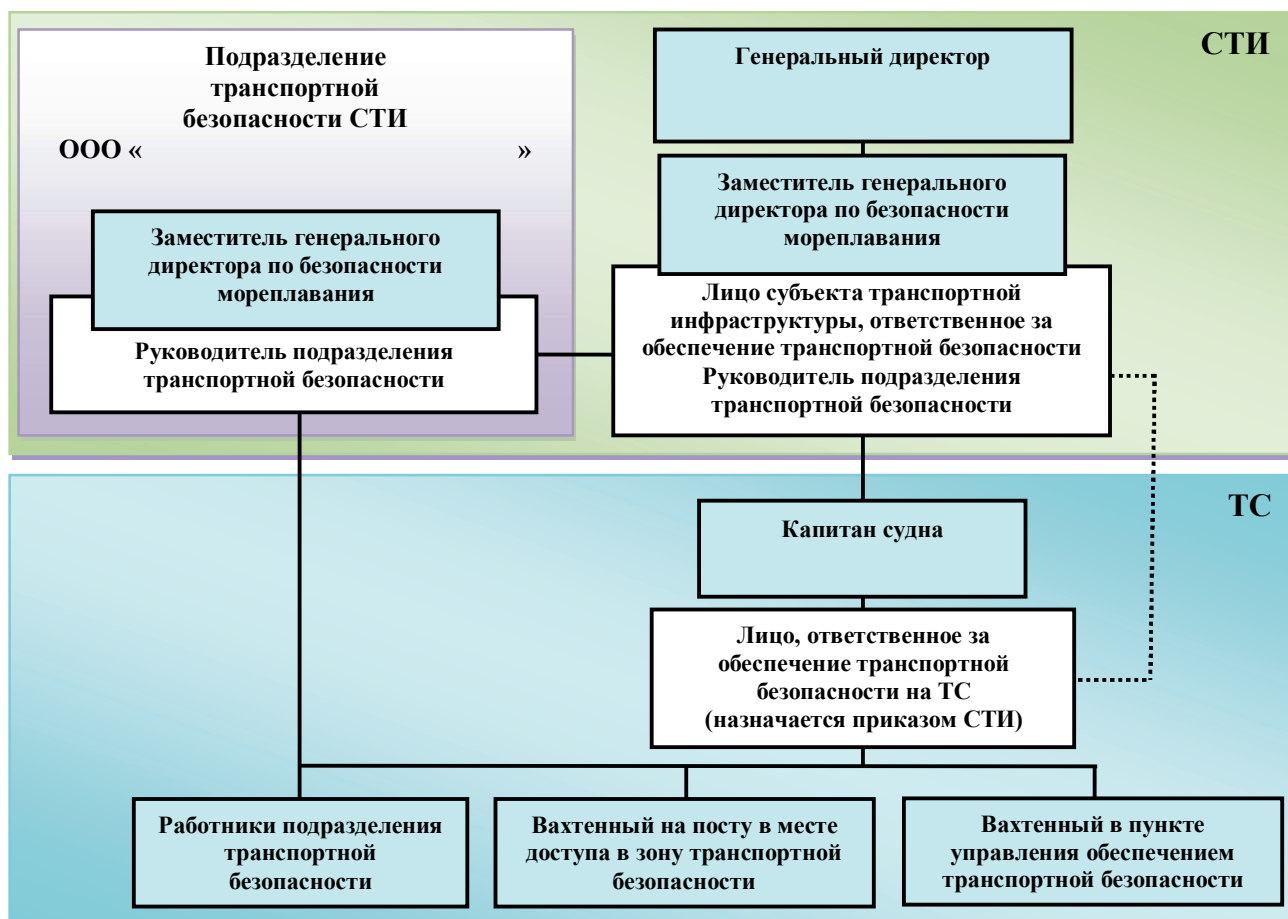 СТИ
Подразделение
транспортной
безопасности СТИ
ООО « »
Заместитель генерального
директора по безопасности
мореплавания
Руководитель подразделения
транспортной безопасности
Генеральный директор
Заместитель генерального
директора по безопасности
мореплавания
Лицо субъекта транспортной
инфраструктуры, ответственное за
обеспечение транспортной безопасности
Руководитель подразделения
транспортной безопасности
ТС
Капитан судна
Лицо, ответственное за
обеспечение транспортной
безопасности на ТС
(назначается приказом СТИ)
Работники подразделения
транспортной
безопасности
Вахтенный на посту в месте
доступа в зону транспортной
безопасности
Вахтенный в пункте
управления обеспечением
транспортной безопасности